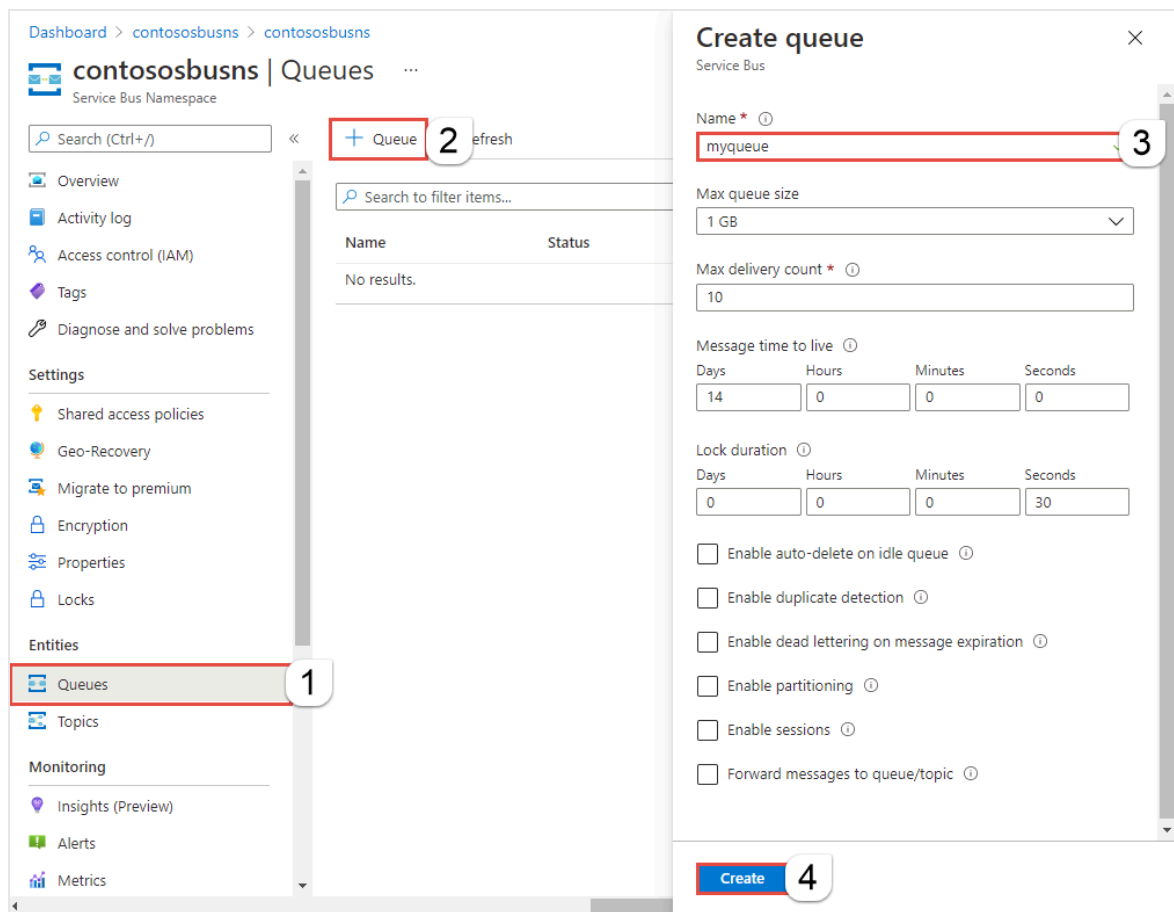 Dashboard > contososbusns > contososbusns
contososbusns | Queues ...
Service Bus Namespace
Search (Ctrl+/)
«
Overview
Activity log
Access control (IAM)
Tags
Diagnose and solve problems
Settings
Shared access policies
Geo-Recovery
Migrate to premium
Encryption
Properties
Locks
Entities
Queues 1
Topics
Monitoring
Insights (Preview)
Alerts
Metrics
+ Queue 2 efresh
Search to filter items...
Name Status
No results.
Create queue
Service Bus
Name *
myqueue 3
Max queue size
1 GB
Max delivery count *
10
Message time to live
Days Hours Minutes Seconds
14 0 0 0
Lock duration
Days Hours Minutes Seconds
0 0 0 30
Enable auto-delete on idle queue
Enable duplicate detection
Enable dead lettering on message expiration
Enable partitioning
Enable sessions
Forward messages to queue/topic
Create 4